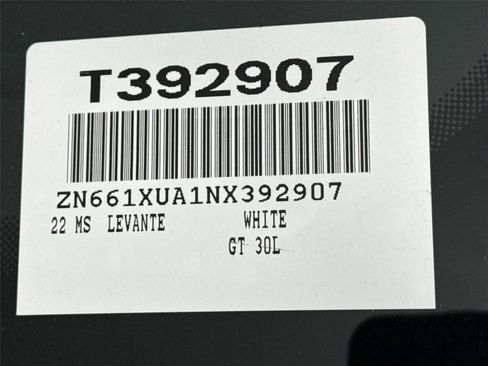 T392907
ZN661XUA1NX392907
22 MS LEVANTE WHITE
GT 30L